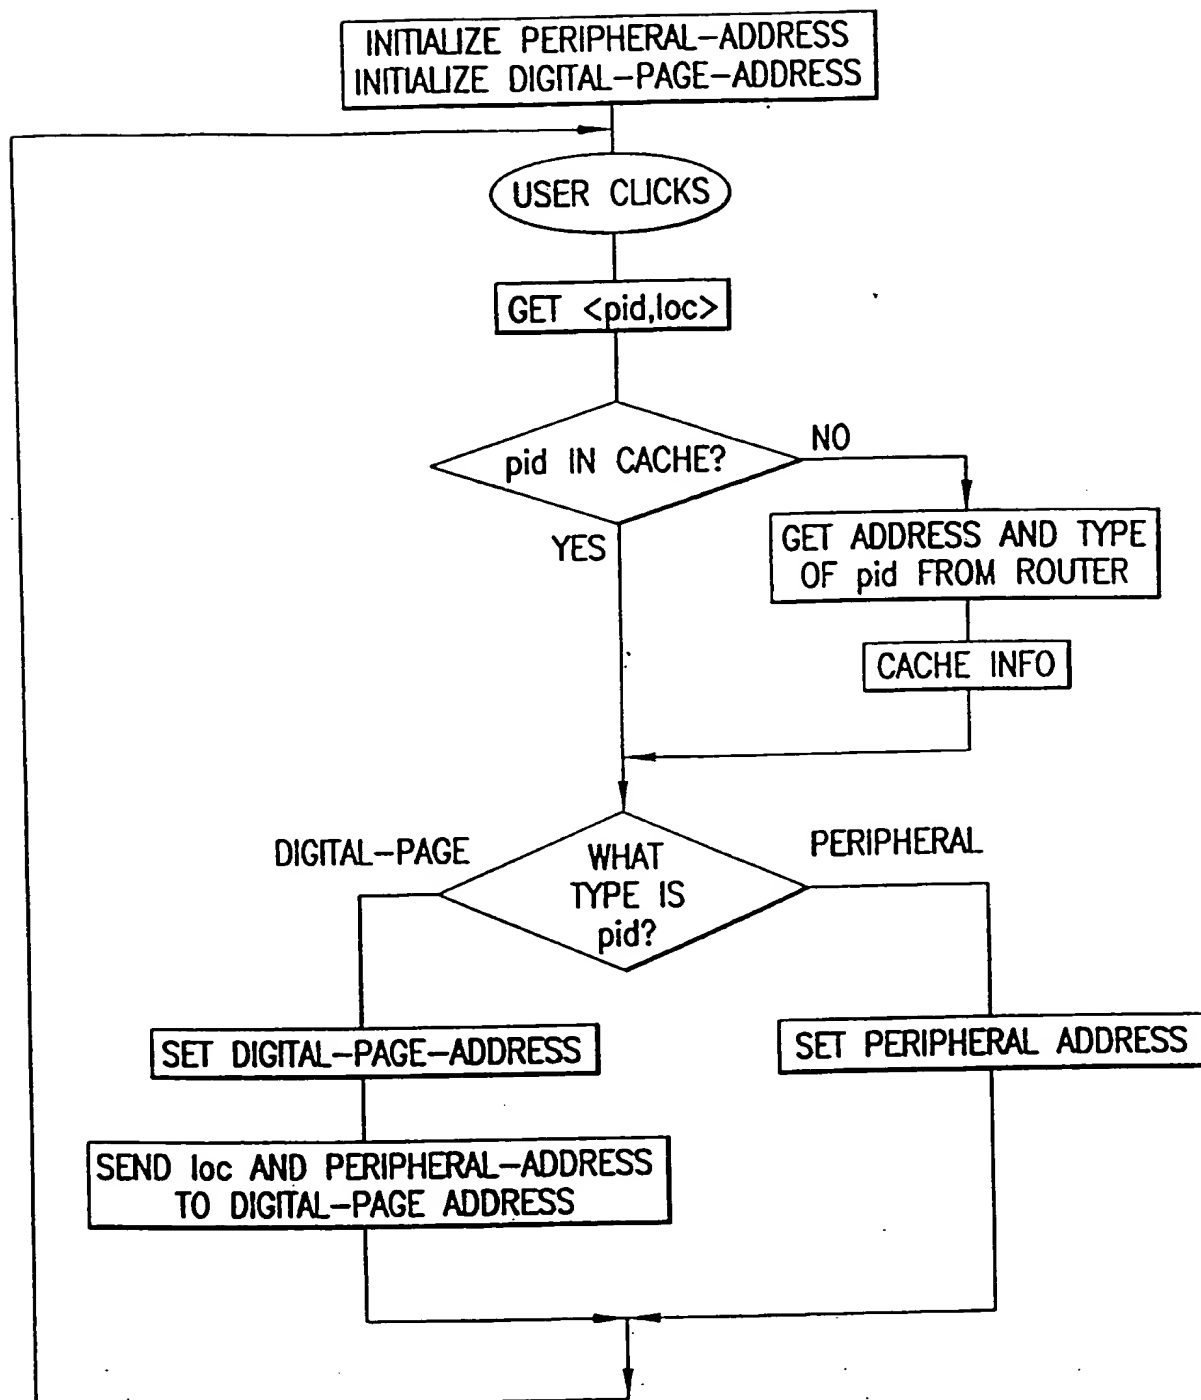 INITIALIZE PERIPHERAL-ADDRESS
INITIALIZE DIGITAL-PAGE-ADDRESS
USER CLICKS
GET <pid,loc>
pid IN CACHE?
NO
YES
GET ADDRESS AND TYPE
OF pid FROM ROUTER
CACHE INFO
DIGITAL-PAGE
WHAT
TYPE IS
pid?
PERIPHERAL
SET DIGITAL-PAGE-ADDRESS
SET PERIPHERAL ADDRESS
SEND loc AND PERIPHERAL-ADDRESS
TO DIGITAL-PAGE ADDRESS